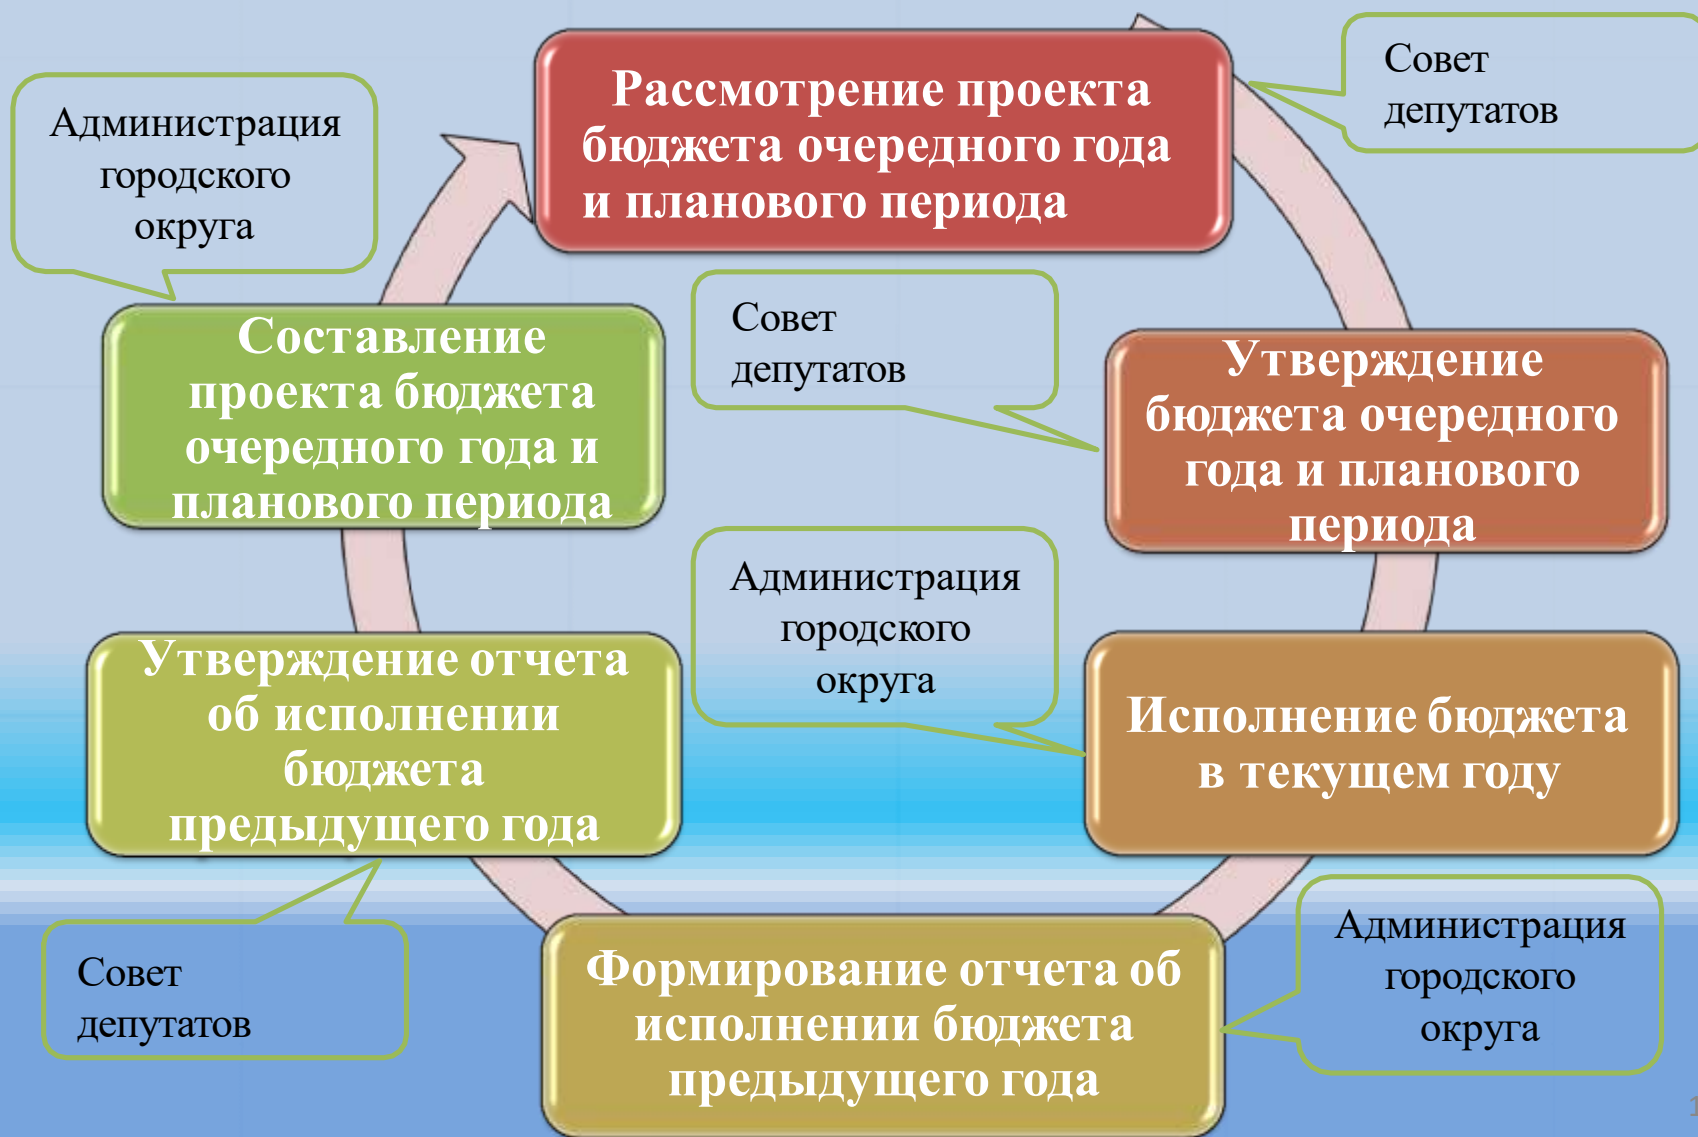 Рассмотрение проекта
бюджета очередного года
и планового периода
Совет
депутатов
Администрация
городского
округа
Составление
проекта бюджета
очередного года и
планового периода
Совет
депутатов
Утверждение
бюджета очередного
года и планового
периода
Администрация
городского
округа
Утверждение отчета
об исполнении
бюджета
предыдущего года
Исполнение бюджета
в текущем году
Совет
депутатов
Формирование отчета об
исполнении бюджета
предыдущего года
Администрация
городского
округа